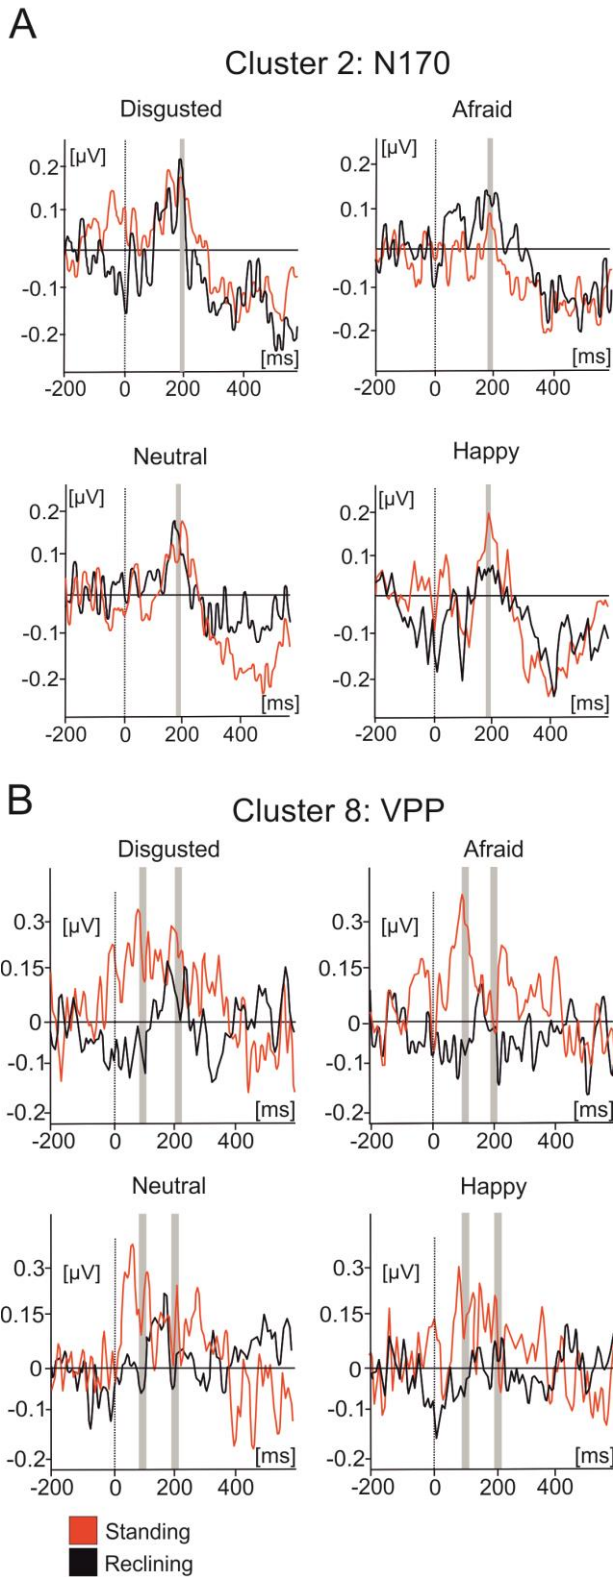 A
Cluster 2: N170
Disgusted
Afraid
[µV]
0.2
0.1
-0.1
-0.2
[ms]
-200 0 200 400
[µV]
0.2
0.1
-0.1
-0.2
[ms]
-200 0 200 400
Neutral
Happy
[µV]
0.2
0.1
-0.1
-0.2
[ms]
-200 0 200 400
[µV]
0.2
0.1
-0.1
-0.2
[ms]
-200 0 200 400
B
Cluster 8: VPP
Disgusted
Afraid
[µV]
0.3
0.15
0
-0.1
-0.2
[ms]
-200 0 200 400
[µV]
0.3
0.15
0
-0.1
-0.2
[ms]
-200 0 200 400
Neutral
Happy
[µV]
0.3
0.15
0
-0.1
-0.2
[ms]
-200 0 200 400
[µV]
0.3
0.15
0
-0.1
-0.2
[ms]
-200 0 200 400
Standing
Reclining